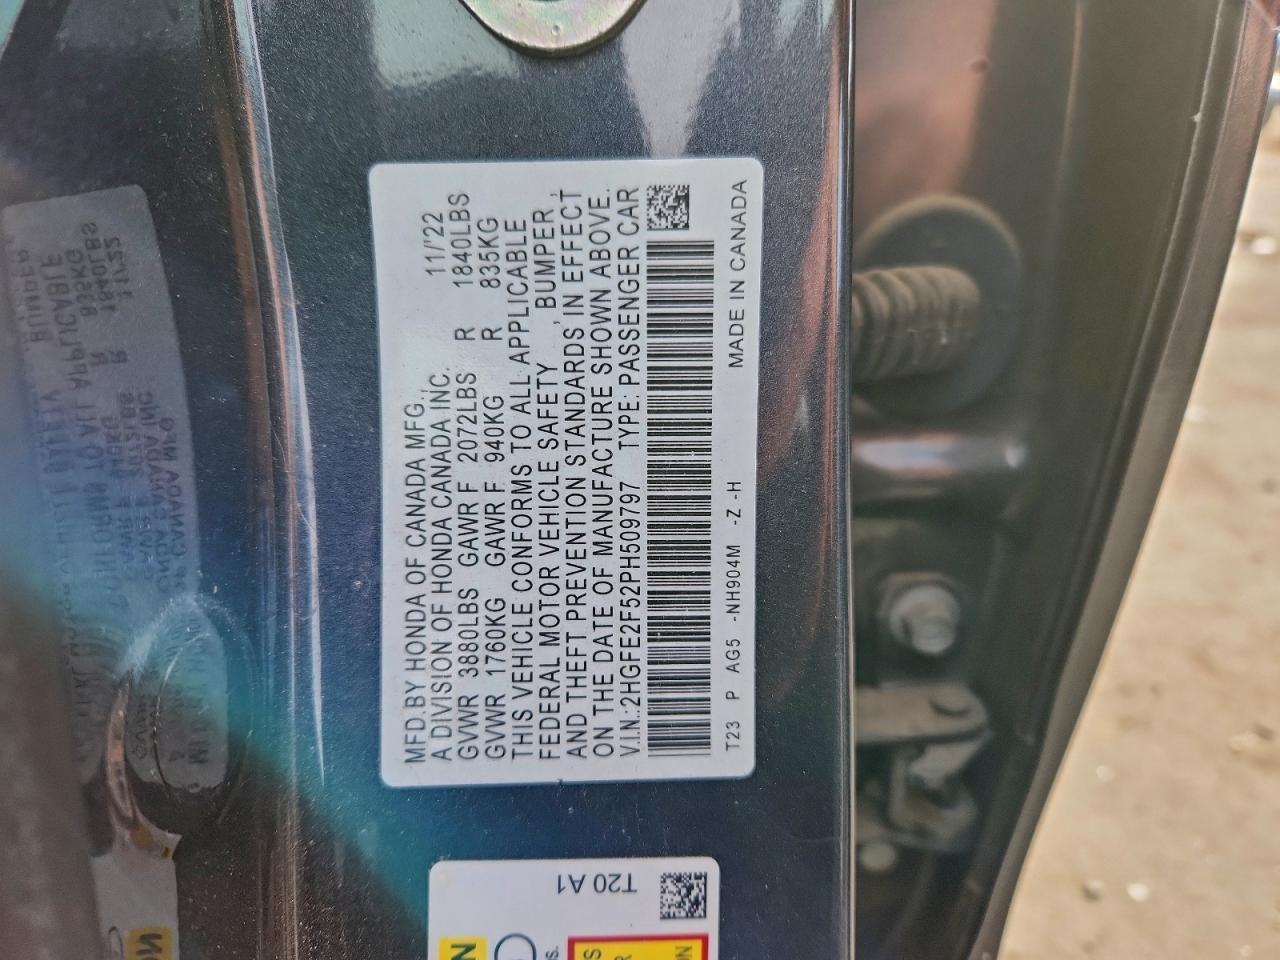 MFD.BY HONDA OF CANADA MFG. 11/'22
A DIVISION OF HONDA CANADA INC.
GVWR 3880LBS GAWR F 2072LBS R 1840LBS
GVWR 1760KG GAWR F 940KG R 835KG
THIS VEHICLE CONFORMS TO ALL APPLICABLE
FEDERAL MOTOR VEHICLE SAFETY , BUMPER ,
AND THEFT PREVENTION STANDARDS IN EFFECT
ON THE DATE OF MANUFACTURE SHOWN ABOVE.
V.I.N.:2HGFE2F52PH509797 TYPE: PASSENGER CAR
T23 P AG5 -NH904M -Z -H MADE IN CANADA
T20 A1